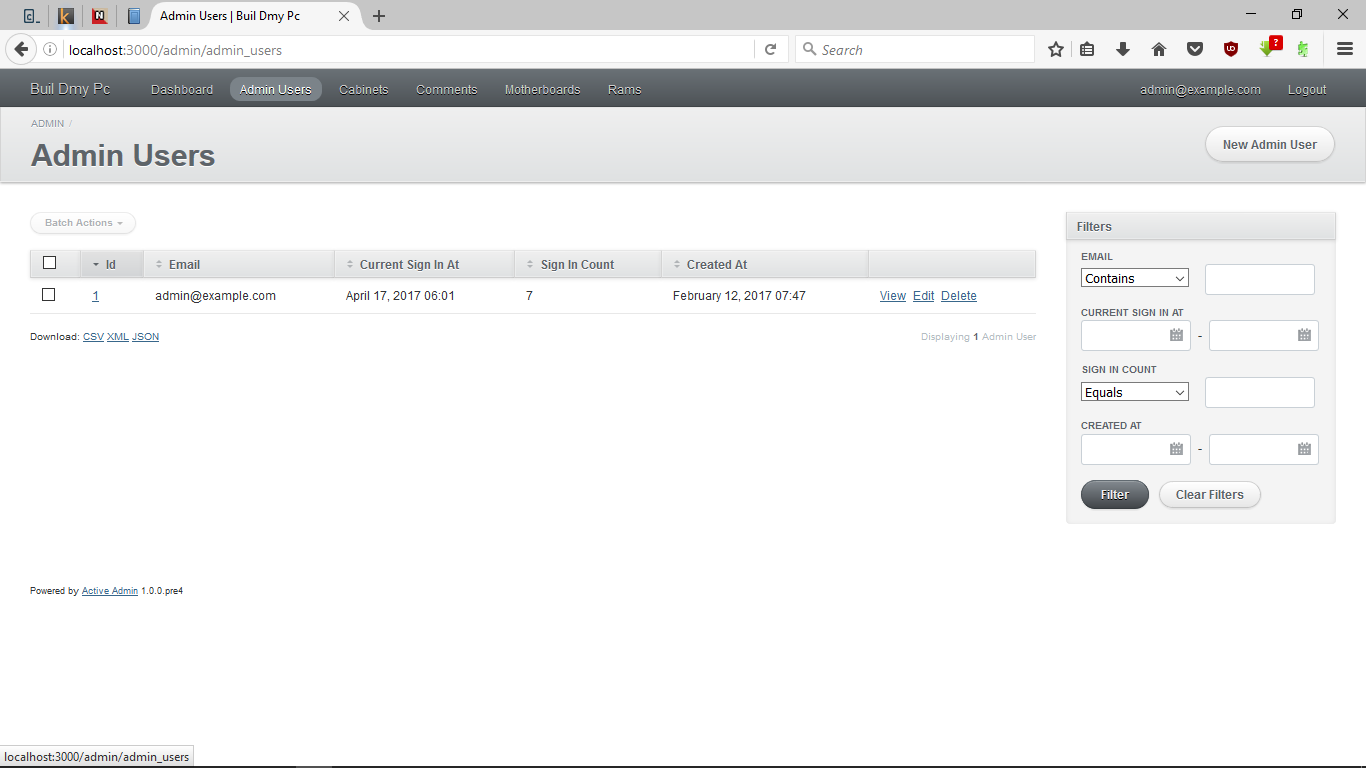 Admin Users | Buil Dmy Pc
localhost:3000/admin/admin_users
Search
Buil Dmy Pc Dashboard Admin Users Cabinets Comments Motherboards Rams admin@example.com Logout
ADMIN /
Admin Users
New Admin User
Batch Actions
Filters
Id Email Current Sign In At Sign In Count Created At
1 admin@example.com April 17, 2017 06:01 7 February 12, 2017 07:47 View Edit Delete
Download: CSV XML JSON
Displaying 1 Admin User
EMAIL
Contains
CURRENT SIGN IN AT
-
SIGN IN COUNT
Equals
CREATED AT
-
Filter Clear Filters
Powered by Active Admin 1.0.0.pre4
localhost:3000/admin/admin_users